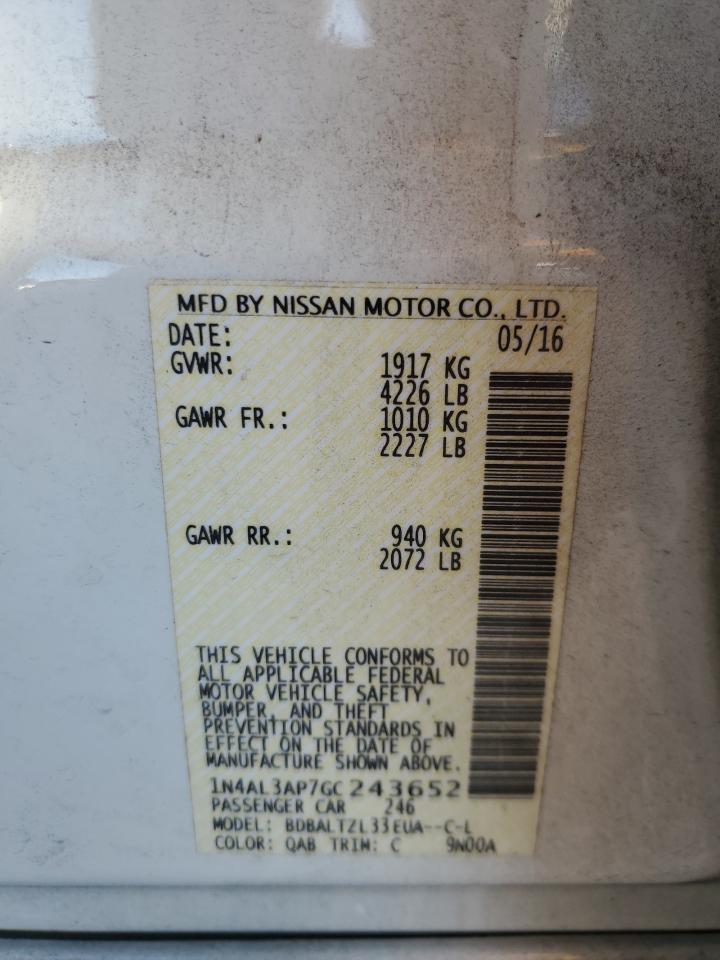 MFD BY NISSAN MOTOR CO., LTD.
DATE: 05/16
GVWR: 1917 KG
4226 LB
GAWR FR.: 1010 KG
2227 LB
GAWR RR.: 940 KG
2072 LB
THIS VEHICLE CONFORMS TO
ALL APPLICABLE FEDERAL
MOTOR VEHICLE SAFETY,
BUMPER, AND THEFT
PREVENTION STANDARDS IN
EFFECT ON THE DATE OF
MANUFACTURE SHOWN ABOVE.
1N4AL3AP7GC243652
PASSENGER CAR 246
MODEL: BDBALTZL33EUA--C-L
COLOR: QAB TRIM: C 9N00A